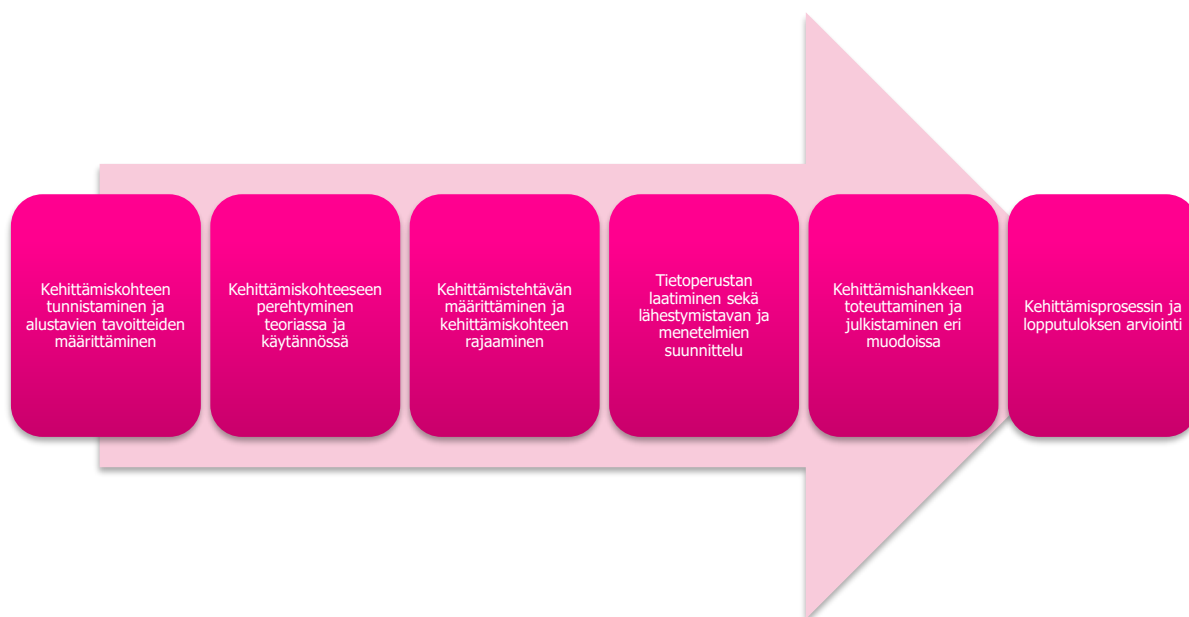 Kehittämiskohteen
tunnistaminen ja
alustavien tavoitteiden
määrittäminen
Kehittämiskohteeseen
perehtyminen
teoriassa ja
käytännössä
Kehittämistehtävän
määrittäminen ja
kehittämiskohteen
rajaaminen
Tietoperustan
laatiminen sekä
lähestymistavan ja
menetelmien
suunnittelu
Kehittämishankkeen
toteuttaminen ja
julkistaminen eri
muodoissa
Kehittämisprosessin ja
lopputuloksen arviointi